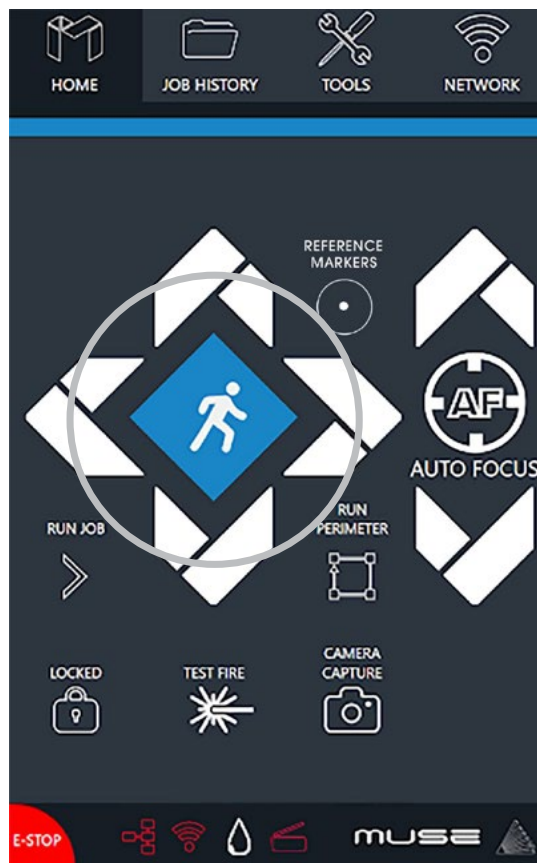 HOME
JOB HISTORY
TOOLS
NETWORK
REFERENCE
MARKERS
AF
AUTO FOCUS
RUN JOB
RUN
PERIMETER
LOCKED
TEST FIRE
CAMERA
CAPTURE
E-STOP
MUSE